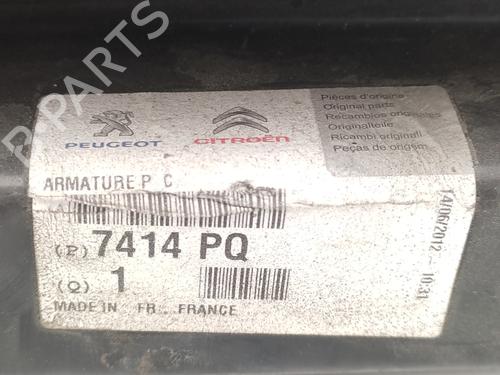 B-PARTS
PEUGEOT
CITROËN
Pièces d'origine
Original parts
Recambios originales
Originalteile
Ricambi originali
Peças de origem
ARMATURE P C
(P) 7414 PQ
(Q) 1
MADE IN FR.. FRANCE
14/06/2012 - 10:31